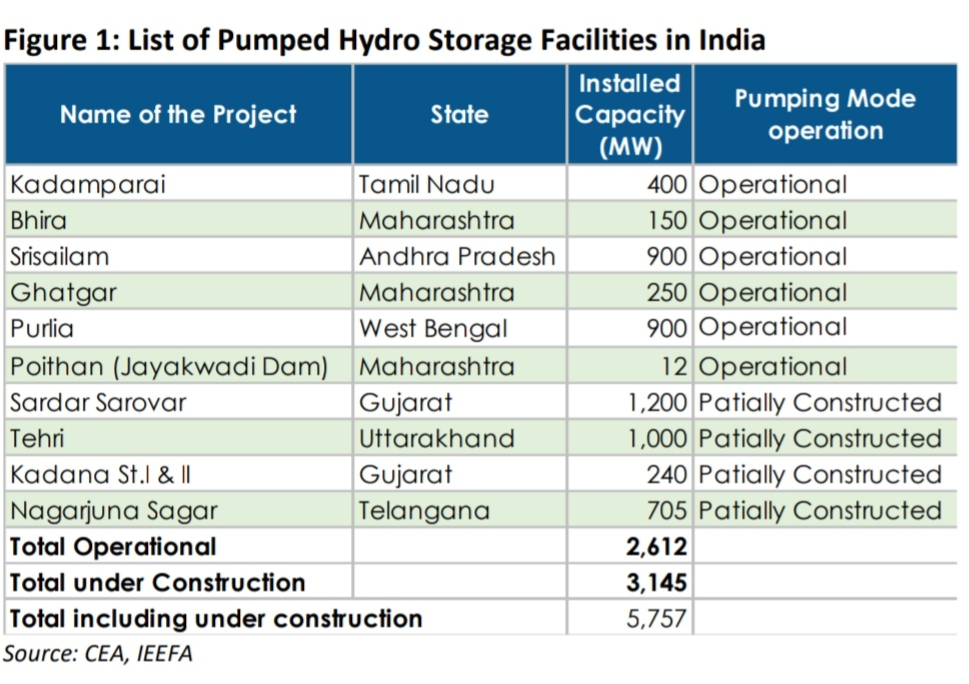 Figure 1: List of Pumped Hydro Storage Facilities in India
Name of the Project State Installed Capacity (MW) Pumping Mode operation
Kadamparai Tamil Nadu 400 Operational
Bhira Maharashtra 150 Operational
Srisailam Andhra Pradesh 900 Operational
Ghatgar Maharashtra 250 Operational
Purlia West Bengal 900 Operational
Poithan (Jayakwadi Dam) Maharashtra 12 Operational
Sardar Sarovar Gujarat 1,200 Patially Constructed
Tehri Uttarakhand 1,000 Patially Constructed
Kadana St.I & II Gujarat 240 Patially Constructed
Nagarjuna Sagar Telangana 705 Patially Constructed
Total Operational 2,612
Total under Construction 3,145
Total including under construction 5,757
Source: CEA, IEEFA